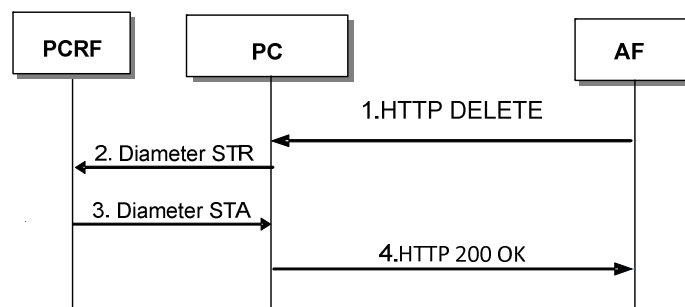 PCRF
PC
AF
1.HTTP DELETE
2. Diameter STR
3. Diameter STA
4.HTTP 200 OK